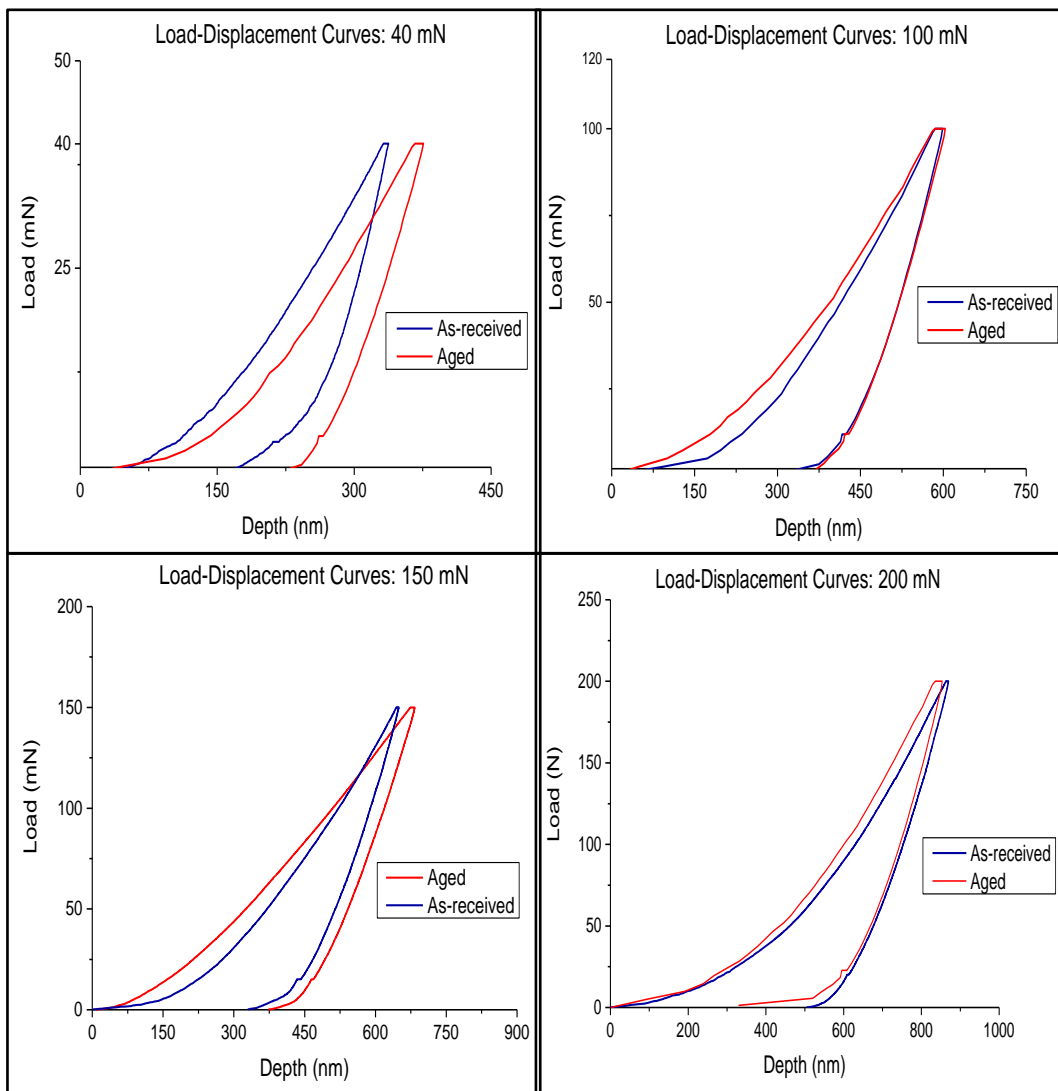 Load-Displacement Curves: 40 mN
50
40
25
Load (mN)
As-received
Aged
0 150 300 450
Depth (nm)
Load-Displacement Curves: 100 mN
120
100
50
Load (mN)
As-received
Aged
0 150 300 450 600 750
Depth (nm)
Load-Displacement Curves: 150 mN
200
150
100
50
0
Load (mN)
Aged
As-received
0 150 300 450 600 750 900
Depth (nm)
Load-Displacement Curves: 200 mN
250
200
150
100
50
0
Load (N)
As-received
Aged
0 200 400 600 800 1000
Depth (nm)